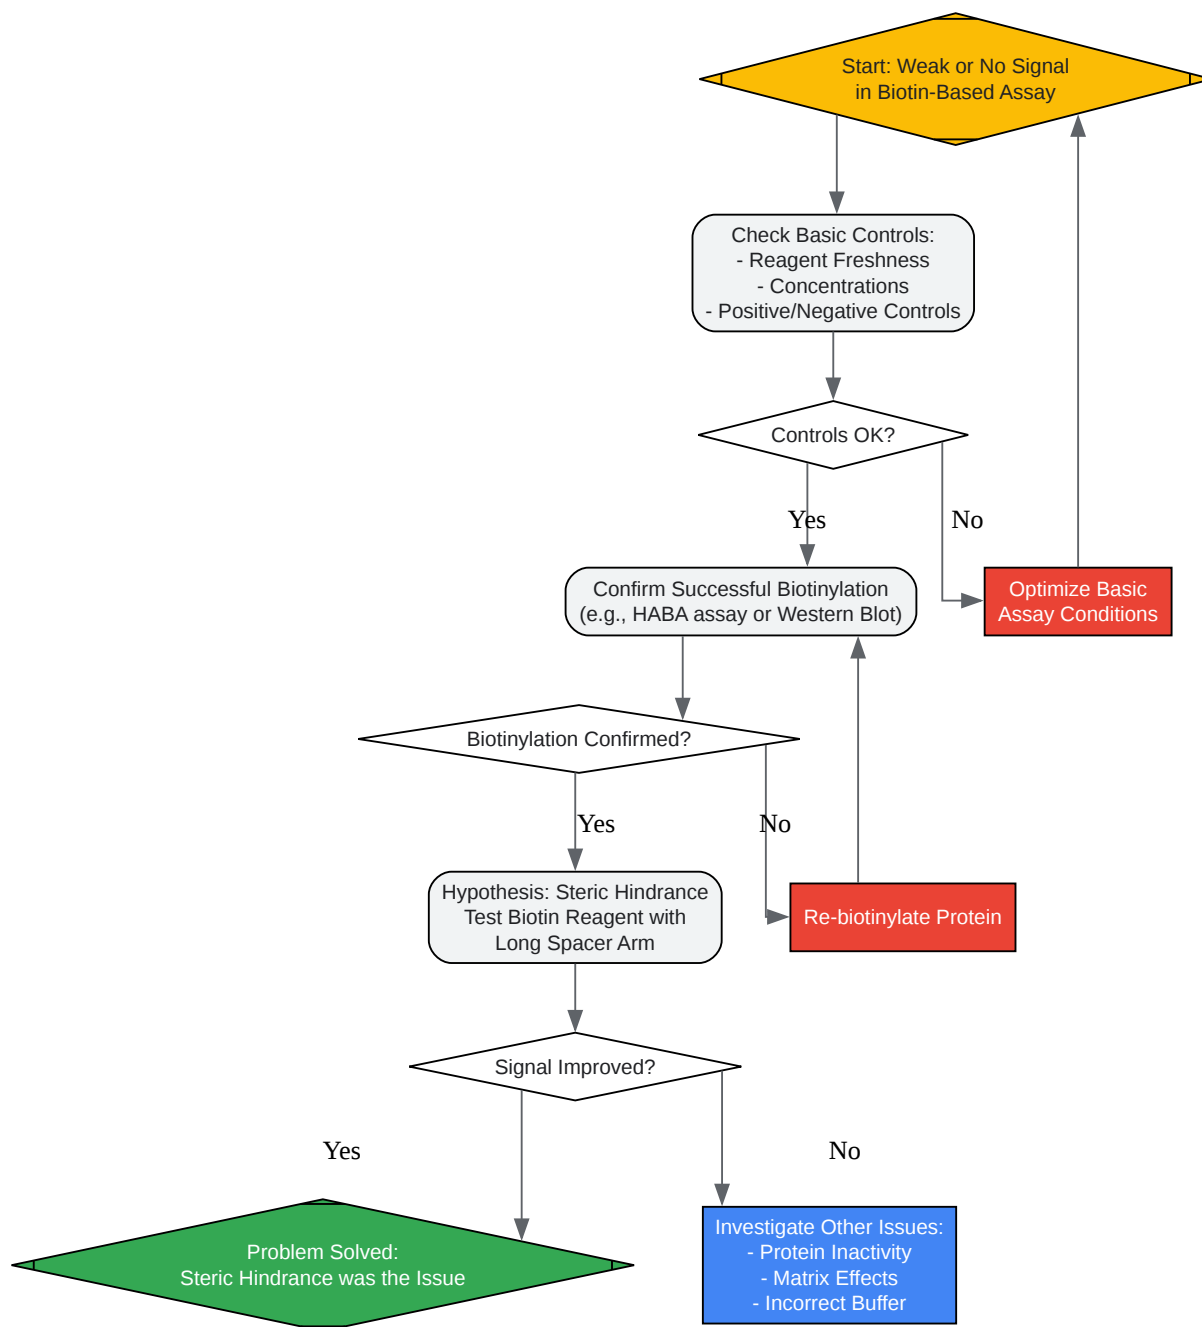 Start: Weak or No Signal
in Biotin-Based Assay
Check Basic Controls:
- Reagent Freshness
- Concentrations
- Positive/Negative Controls
Controls OK?
Yes
No
Confirm Successful Biotinylation
(e.g., HABA assay or Western Blot)
Optimize Basic
Assay Conditions
Biotinylation Confirmed?
Yes
No
Hypothesis: Steric Hindrance
Test Biotin Reagent with
Long Spacer Arm
Re-biotinylate Protein
Signal Improved?
Yes
No
Problem Solved:
Steric Hindrance was the Issue
Investigate Other Issues:
- Protein Inactivity
- Matrix Effects
- Incorrect Buffer